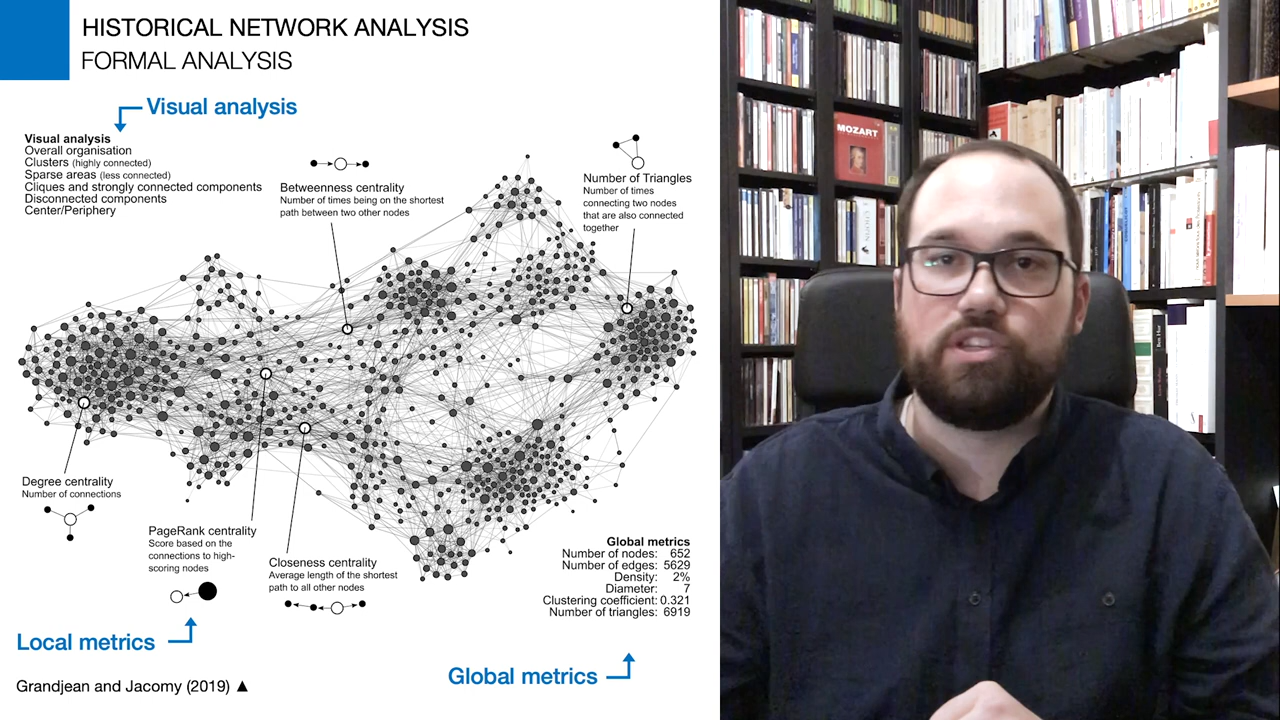 HISTORICAL NETWORK ANALYSIS
FORMAL ANALYSIS
Visual analysis
Visual analysis
Overall organisation
Clusters (highly connected)
Sparse areas (less connected)
Cliques and strongly connected components
Disconnected components
Center/Periphery
Betweenness centrality
Number of times being on the shortest
path between two other nodes
Number of Triangles
Number of times
connecting two nodes
that are also connected
together
Degree centrality
Number of connections
PageRank centrality
Score based on the
connections to high-
scoring nodes
Closeness centrality
Average length of the shortest
path to all other nodes
Global metrics
Number of nodes: 652
Number of edges: 5629
Density: 2%
Diameter: 7
Clustering coefficient: 0.321
Number of triangles: 6919
Local metrics
Global metrics
Grandjean and Jacomy (2019) ▲
MOZART